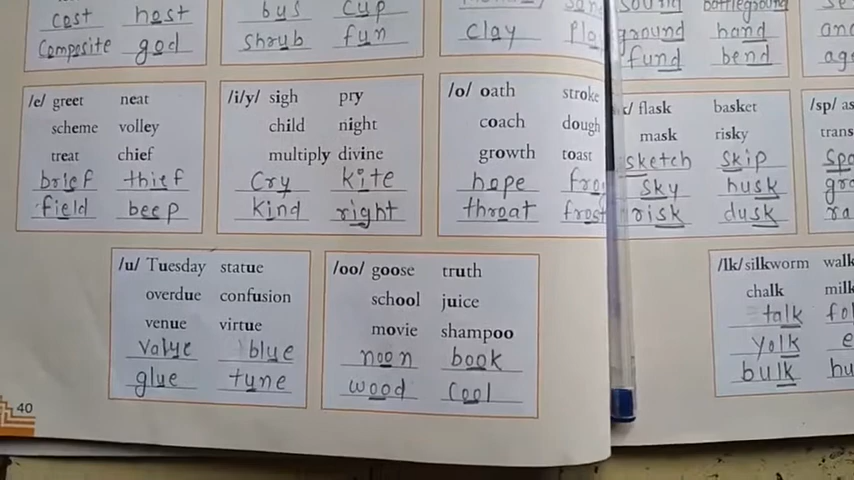 cost host
composite god
bus cup
shrub fun
clay
ground hand
fund bend
/e/ greet neat
scheme volley
treat chief
brief thief
field beep
/i/y/ sigh pry
child night
multiply divine
Cry kite
kind right
/o/ oath stroke
coach dough
growth toast
hope
throat frost
flask basket
mask risky
sketch skip
sky husk
risk dusk
/sp/
/u/ Tuesday statue
overdue confusion
venue virtue
value blue
glue tune
/oo/ goose truth
school juice
movie shampoo
noon book
wood cool
/lk/ silkworm walk
chalk milk
talk
yolk
bulk
40